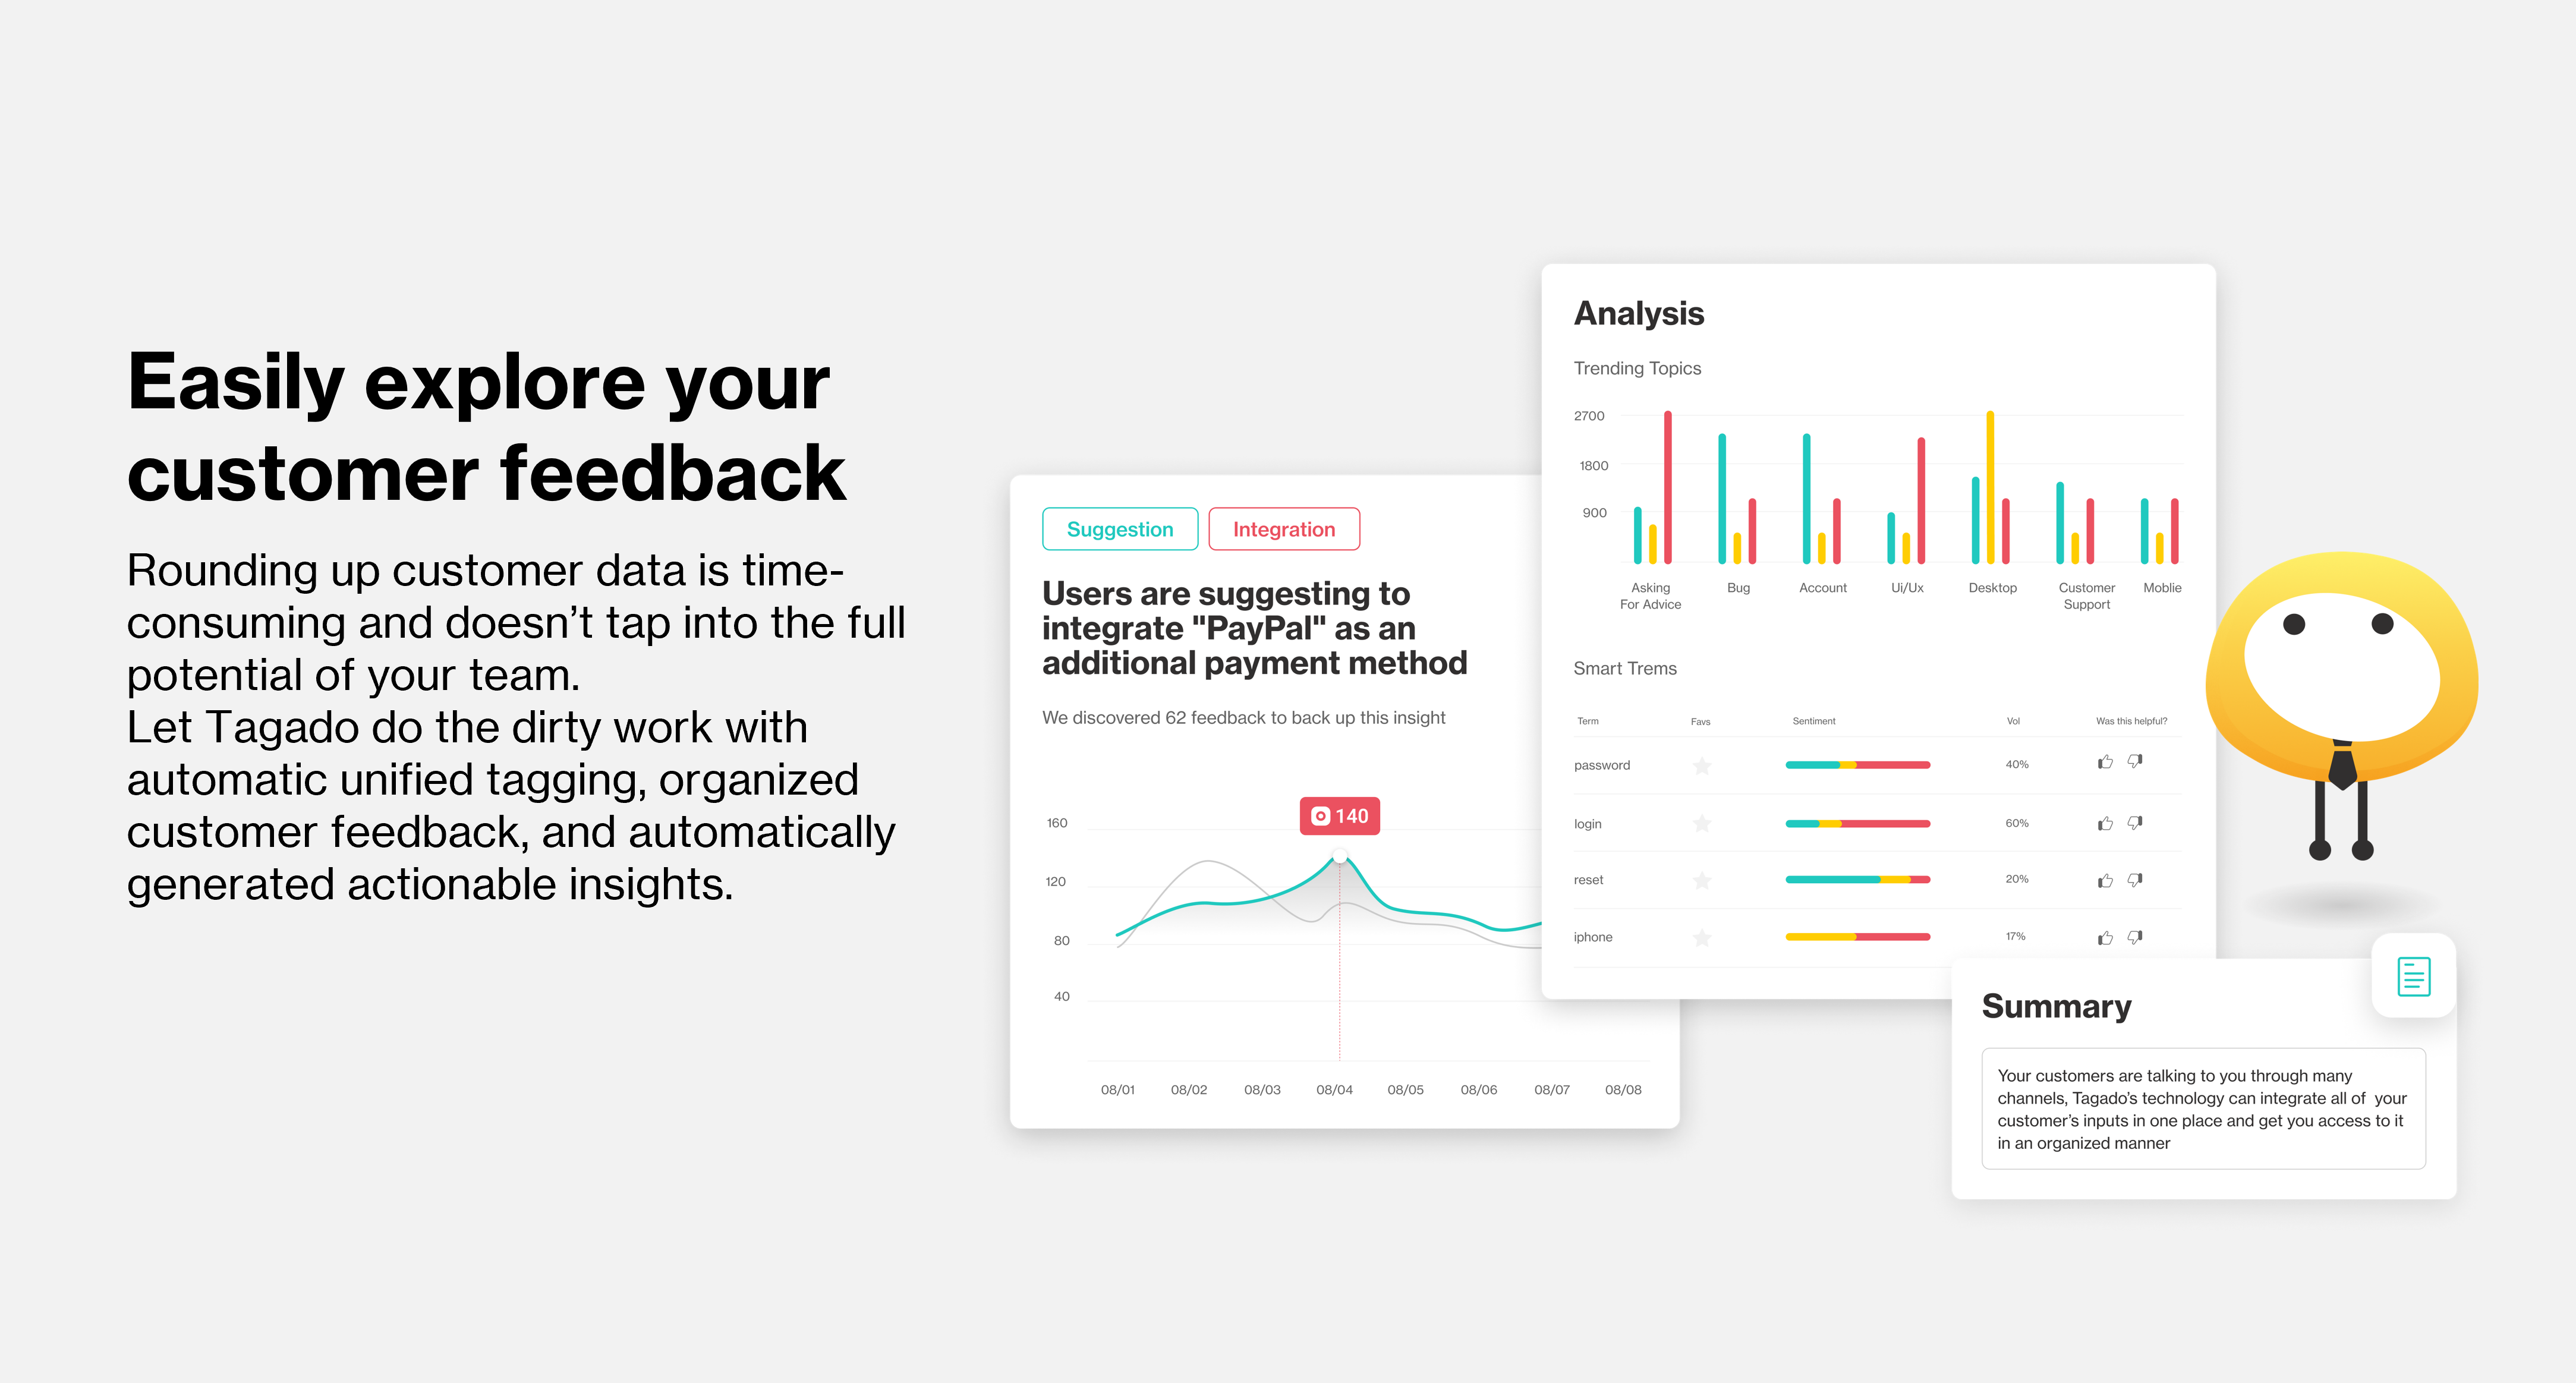 Easily explore your
customer feedback
Rounding up customer data is time-
consuming and doesn’t tap into the full
potential of your team.
Let Tagado do the dirty work with
automatic unified tagging, organized
customer feedback, and automatically
generated actionable insights.
Suggestion Integration
Users are suggesting to
integrate "PayPal" as an
additional payment method
We discovered 62 feedback to back up this insight
140
160
120
80
40
08/01 08/02 08/03 08/04 08/05 08/06 08/07 08/08
Analysis
Trending Topics
2700
1800
900
Asking Bug Account Ui/Ux Desktop Customer Moblie
For Advice Support
Smart Trems
Term Favs Sentiment Vol Was this helpful?
password 40%
login 60%
reset 20%
iphone 17%
Summary
Your customers are talking to you through many
channels, Tagado’s technology can integrate all of  your
customer’s inputs in one place and get you access to it
in an organized manner